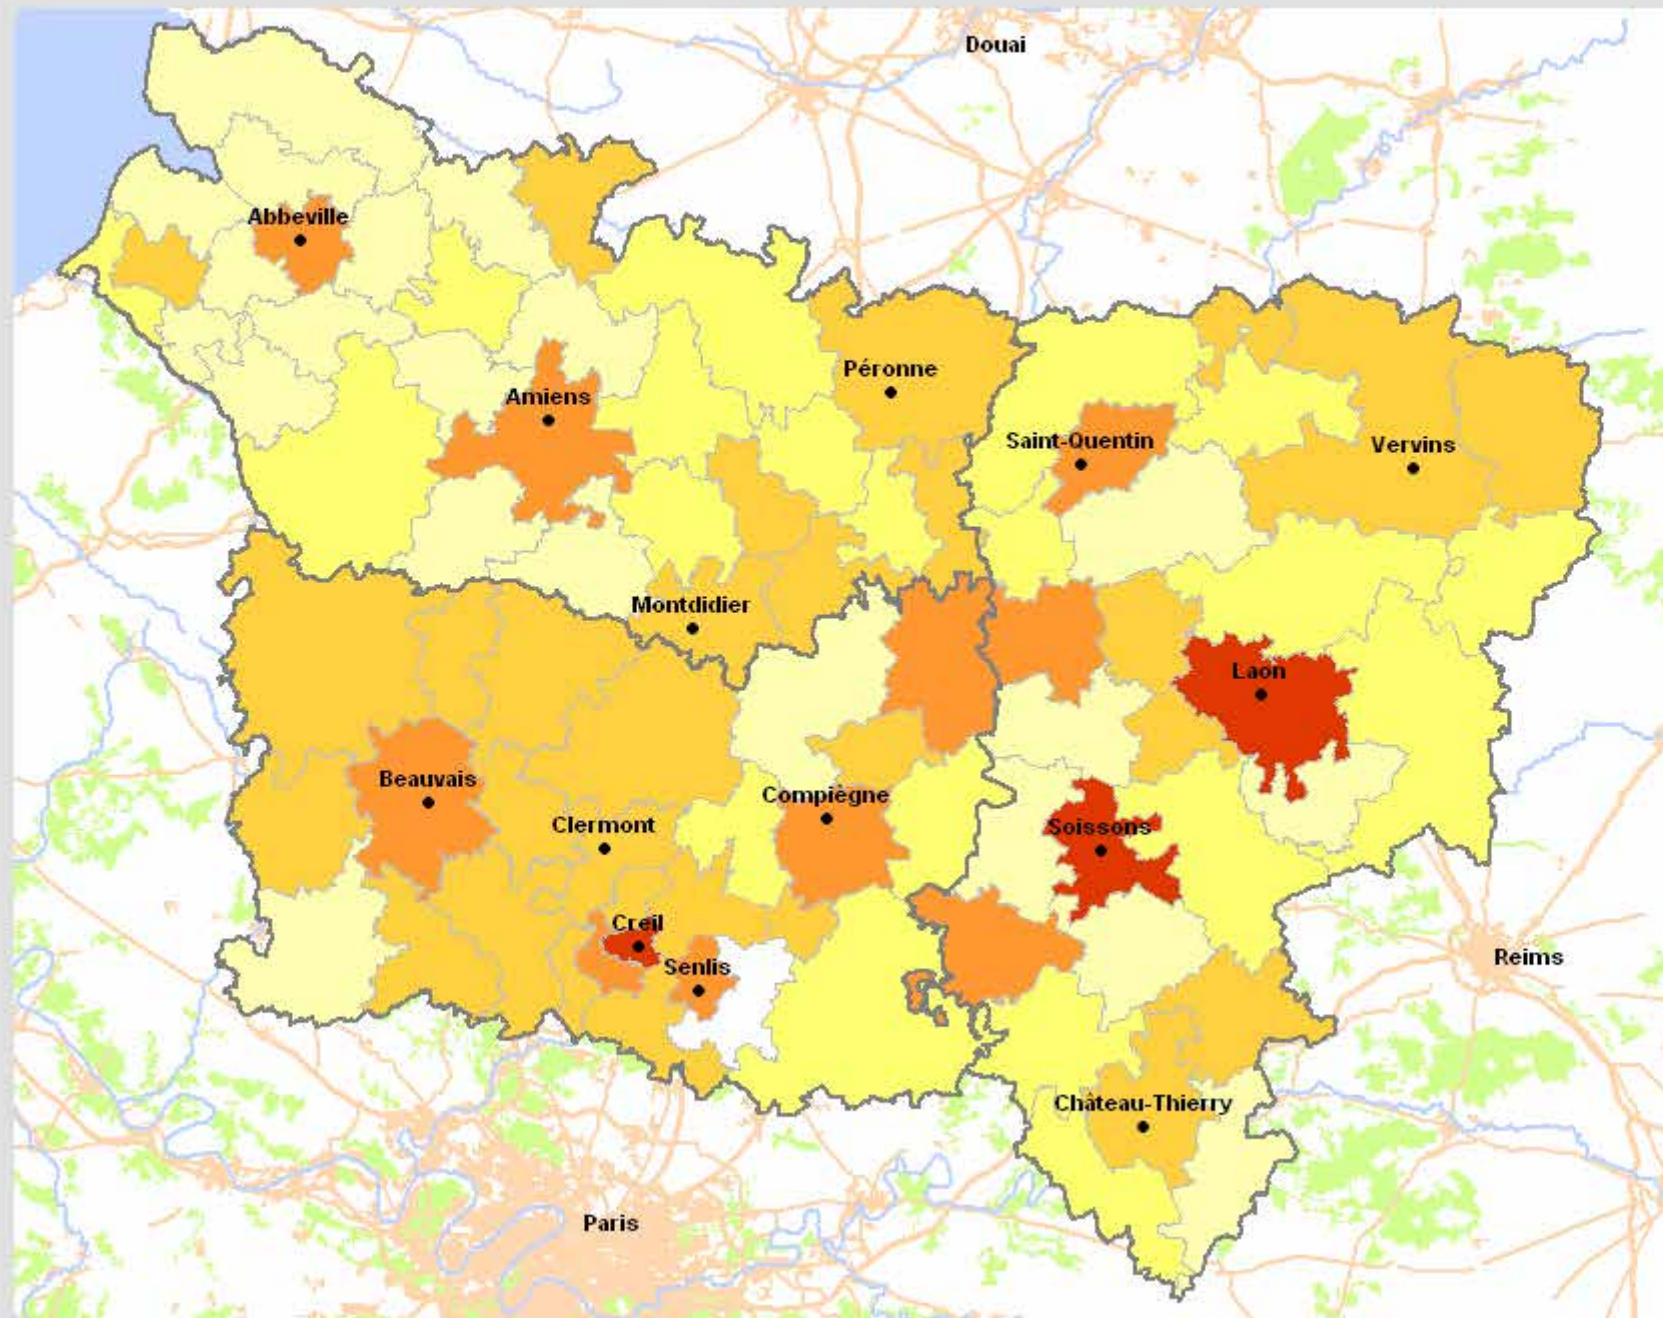 Douai
Abbeville
Péronne
Amiens
Saint-Quentin
Vervins
Montdidier
Laon
Beauvais
Compiègne
Clermont
Soissons
Creil
Senlis
Reims
Château-Thierry
Paris